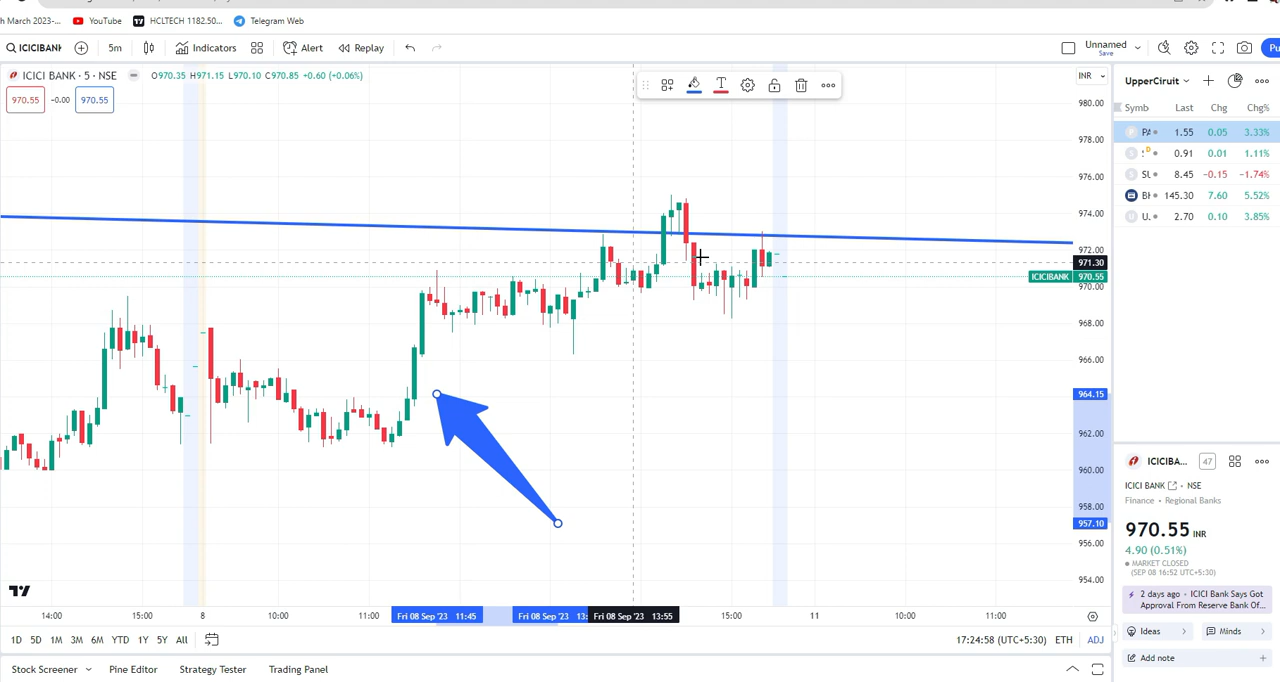 h March 2023-... YouTube HCLTECH 1182.50... Telegram Web
ICICIBANK 5m Indicators Alert Replay Unnamed Save Pu
ICICI BANK · 5 · NSE O970.35 H971.15 L970.10 C970.85 +0.60 (+0.06%) INR
970.55 -0.00 970.55
980.00
978.00
976.00
974.00
972.00
971.30
ICICIBANK 970.55
970.00
968.00
966.00
964.15
962.00
960.00
958.00
957.10
956.00
954.00
14:00 15:00 8 10:00 11:00 Fri 08 Sep '23 11:45 Fri 08 Sep '23 13: Fri 08 Sep '23 13:55 15:00 11 10:00 11:00
1D 5D 1M 3M 6M YTD 1Y 5Y All 17:24:58 (UTC+5:30) ETH ADJ
Stock Screener Pine Editor Strategy Tester Trading Panel
UpperCiruit
Symb Last Chg Chg%
1.55 0.05 3.33%
D 0.91 0.01 1.11%
8.45 -0.15 -1.74%
145.30 7.60 5.52%
U. 2.70 0.10 3.85%
ICICIBA... 47
ICICI BANK · NSE
Finance · Regional Banks
970.55 INR
4.90 (0.51%)
MARKET CLOSED
(SEP 08 16:52 UTC+5:30)
2 days ago · ICICI Bank Says Got
Approval From Reserve Bank Of...
Ideas Minds
Add note